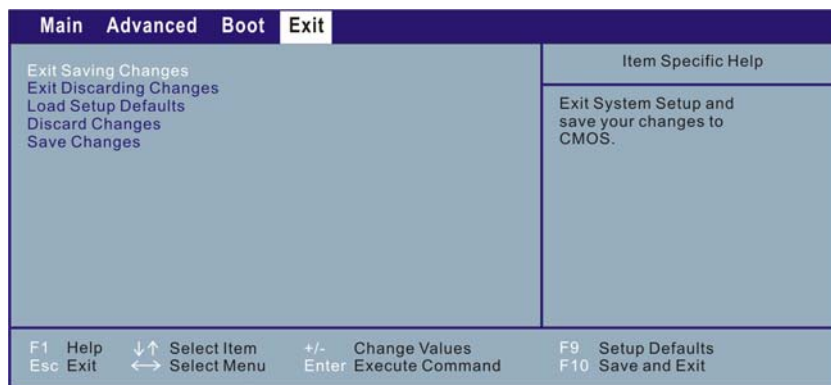 Main Advanced Boot Exit
Exit Saving Changes
Exit Discarding Changes
Load Setup Defaults
Discard Changes
Save Changes
Item Specific Help
Exit System Setup and
save your changes to
CMOS.
F1 Help ↓↑ Select Item +/- Change Values F9 Setup Defaults
Esc Exit ←→ Select Menu Enter Execute Command F10 Save and Exit